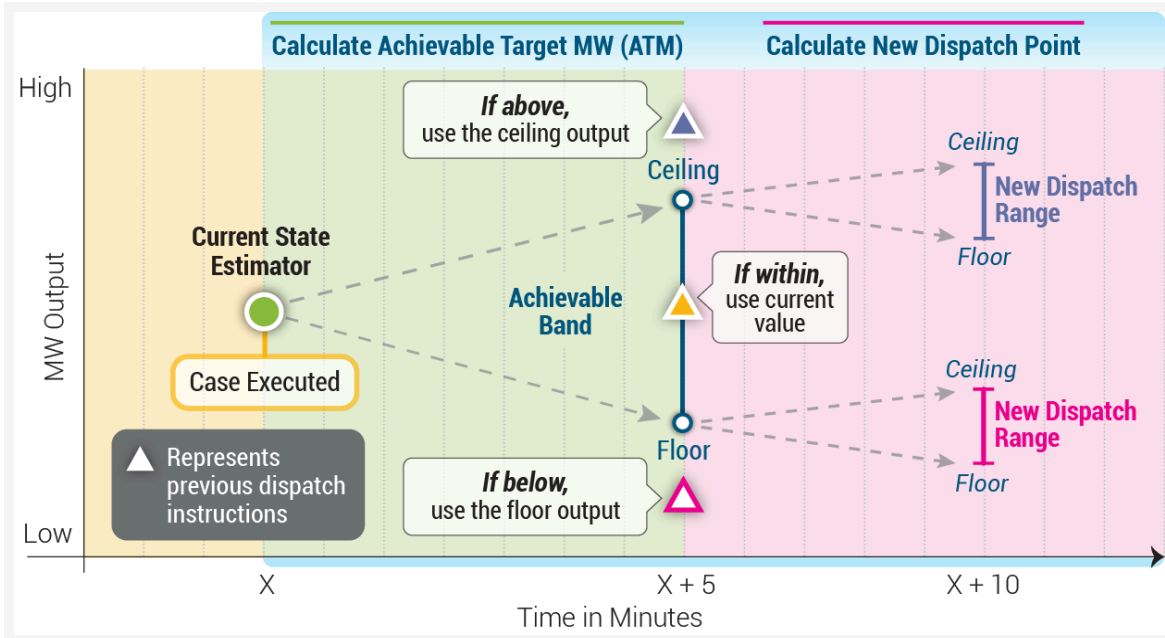 Calculate Achievable Target MW (ATM)
Calculate New Dispatch Point
High
If above,
use the ceiling output
Ceiling
Ceiling
New Dispatch
Range
Floor
Current State
Estimator
MW Output
Achievable
Band
If within,
use current
value
Case Executed
Ceiling
New Dispatch
Range
Floor
Floor
Represents
previous dispatch
instructions
If below,
use the floor output
Low
X
X + 5
X + 10
Time in Minutes